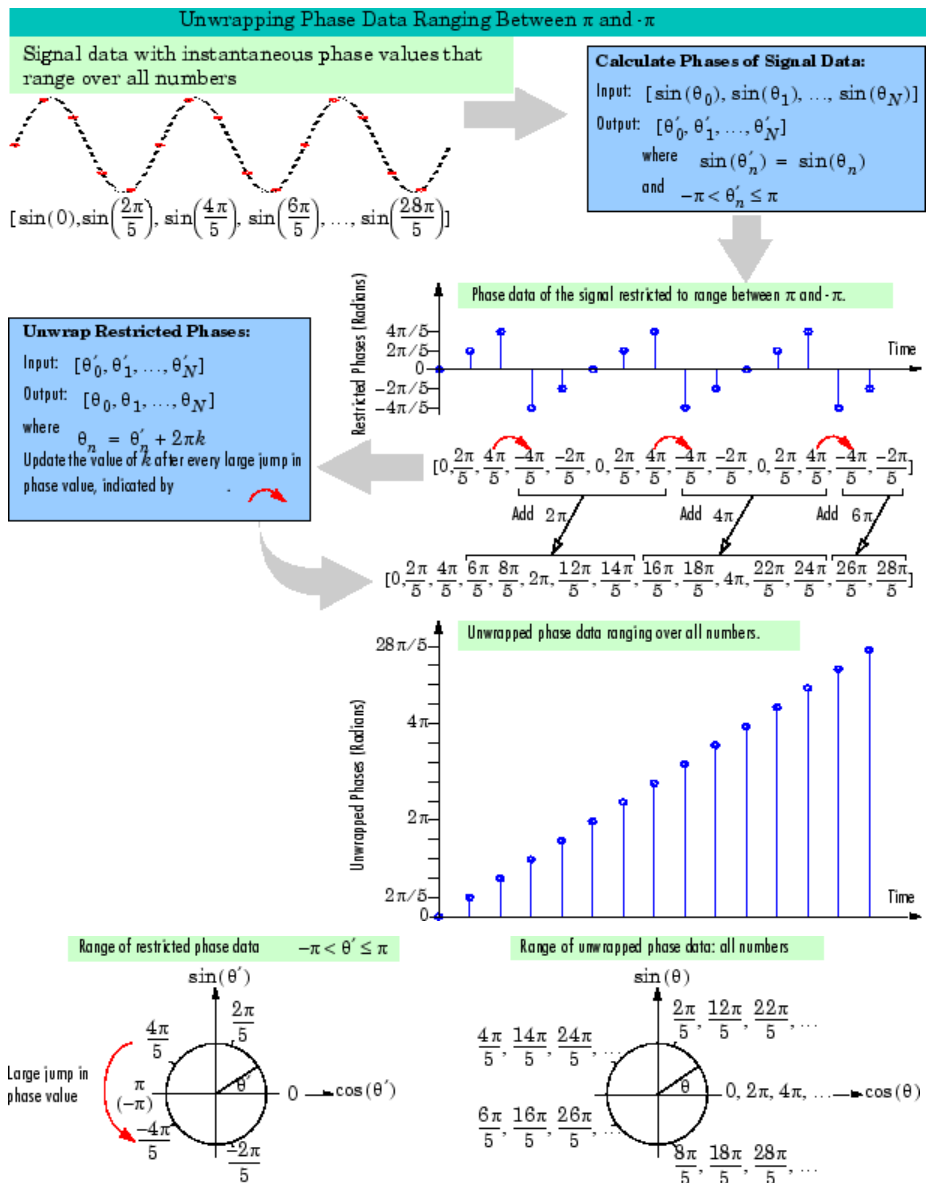 Unwrapping Phase Data Ranging Between π and -π
Signal data with instantaneous phase values that
range over all numbers
[sin(0),sin(2π/5), sin(4π/5), sin(6π/5), ..., sin(28π/5)]
Calculate Phases of Signal Data:
Input: [sin(θ₀), sin(θ₁), ..., sin(θ_N)]
Output: [θ′₀, θ′₁, ..., θ′_N]
where sin(θ′ₙ) = sin(θₙ)
and -π < θ′ₙ ≤ π
Phase data of the signal restricted to range between π and -π.
Restricted Phases (Radians)
4π/5
2π/5
0
-2π/5
-4π/5
Time
Unwrap Restricted Phases:
Input: [θ′₀, θ′₁, ..., θ′_N]
Output: [θ₀, θ₁, ..., θ_N]
where
θₙ = θ′ₙ + 2πk
Update the value of k after every large jump in
phase value, indicated by .
[0, 2π/5, 4π/5, -4π/5, -2π/5, 0, 2π/5, 4π/5, -4π/5, -2π/5, 0, 2π/5, 4π/5, -4π/5, -2π/5]
Add 2π Add 4π Add 6π
[0, 2π/5, 4π/5, 6π/5, 8π/5, 2π, 12π/5, 14π/5, 16π/5, 18π/5, 4π, 22π/5, 24π/5, 26π/5, 28π/5]
Unwrapped phase data ranging over all numbers.
Unwrapped Phases (Radians)
28π/5
4π
2π
2π/5
0
Time
Range of restricted phase data -π < θ′ ≤ π
sin(θ′)
2π/5
4π/5
Large jump in
phase value
π
(-π)
θ′
0
cos(θ′)
-4π/5
-2π/5
Range of unwrapped phase data: all numbers
sin(θ)
2π/5, 12π/5, 22π/5, ...
4π/5, 14π/5, 24π/5, ...
θ
0, 2π, 4π, ...
cos(θ)
6π/5, 16π/5, 26π/5, ...
8π/5, 18π/5, 28π/5, ...